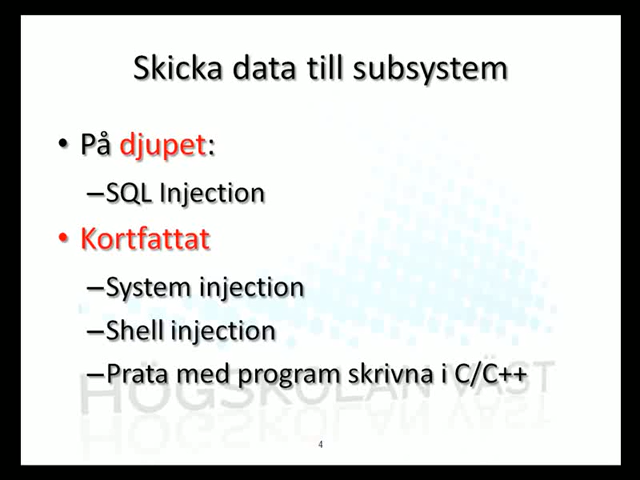 Skicka data till subsystem
• På djupet:
–SQL Injection
• Kortfattat
–System injection
–Shell injection
–Prata med program skrivna i C/C++
HÖGSKOLAN VÄST
4